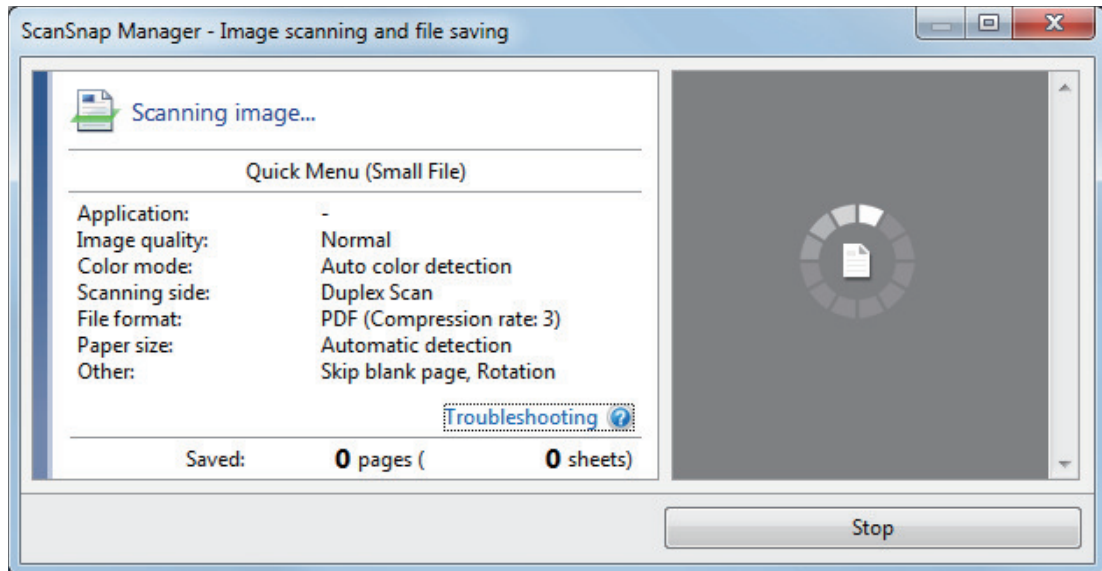 ScanSnap Manager - Image scanning and file saving
Scanning image...
Quick Menu (Small File)
Application: -
Image quality: Normal
Color mode: Auto color detection
Scanning side: Duplex Scan
File format: PDF (Compression rate: 3)
Paper size: Automatic detection
Other: Skip blank page, Rotation
Troubleshooting ?
Saved: 0 pages ( 0 sheets)
Stop